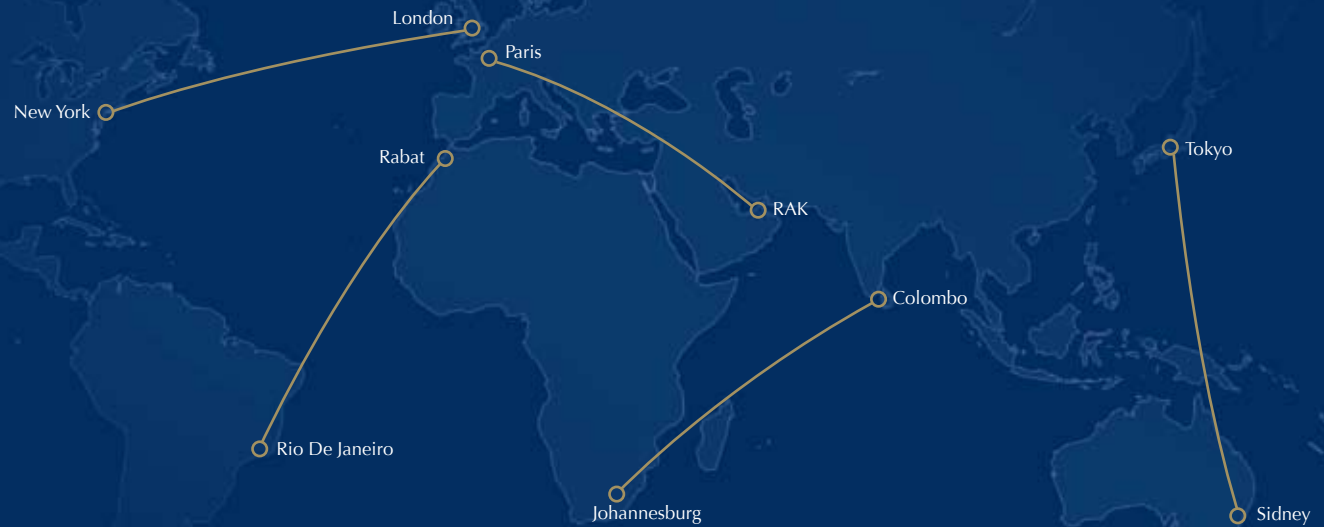 London
Paris
New York
Rabat
Tokyo
RAK
Colombo
Rio De Janeiro
Johannesburg
Sidney